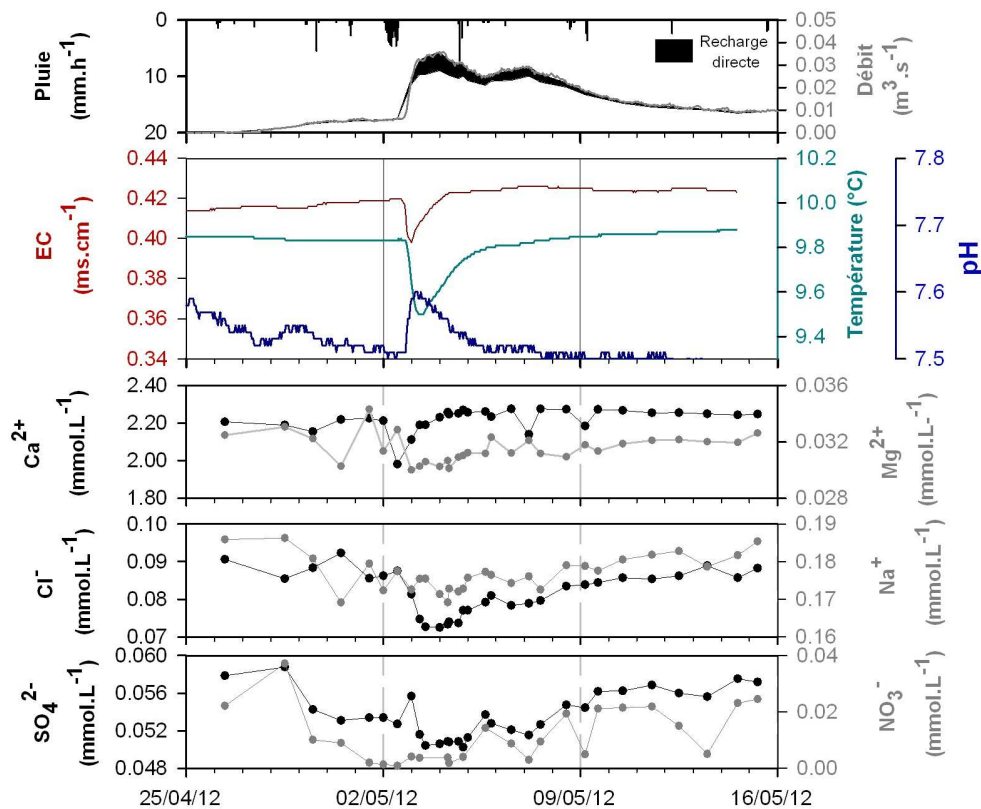 Pluie
(mm.h-1)
0
10
20
Recharge
directe
0.05
0.04
0.03
0.02
0.01
0.00
Débit
(m3.s-1)
EC
(ms.cm-1)
0.44
0.42
0.40
0.38
0.36
0.34
10.2
10.0
9.8
9.6
9.4
Température (°C)
7.8
7.7
7.6
7.5
pH
Ca2+
(mmol.L-1)
2.40
2.20
2.00
1.80
0.036
0.032
0.028
Mg2+
(mmol.L-)
Cl-
(mmol.L-1)
0.10
0.09
0.08
0.07
0.19
0.18
0.17
0.16
Na+
(mmol.L-1)
SO42-
(mmol.L-1)
0.060
0.056
0.052
0.048
0.04
0.02
0.00
NO3-
(mmol.L-1)
25/04/12
02/05/12
09/05/12
16/05/12